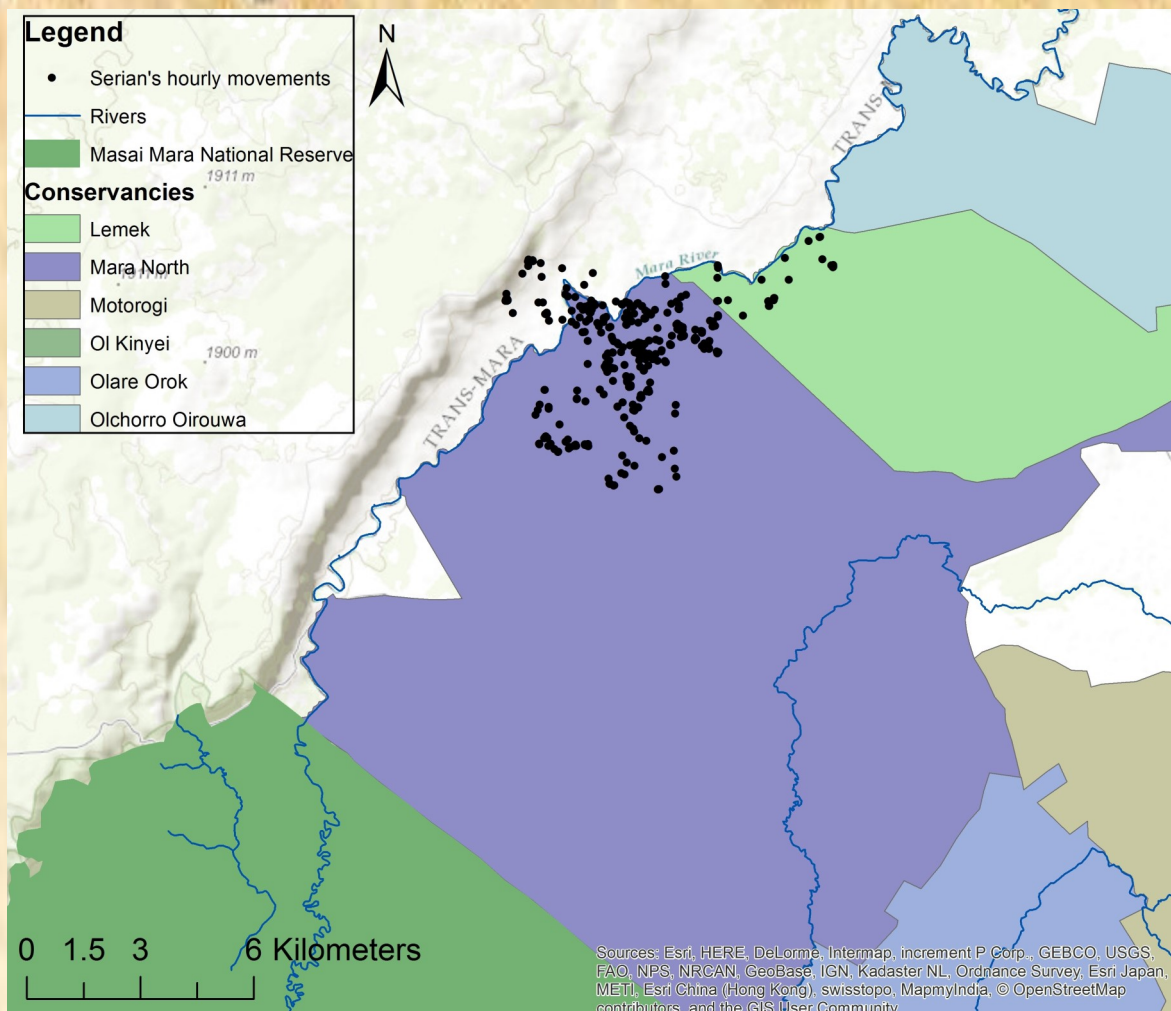 Legend
Serian's hourly movements
Rivers
Masai Mara National Reserve
1911 m
Conservancies
Lemek
Mara North
1911 m
Motorogi
Ol Kinyei
1900 m
Olare Orok
Olchorro Oirouwa
N
TRANS-M
Mara River
TRANS-MARA
0 1.5 3 6 Kilometers
Sources: Esri, HERE, DeLorme, Intermap, increment P Corp., GEBCO, USGS,
FAO, NPS, NRCAN, GeoBase, IGN, Kadaster NL, Ordnance Survey, Esri Japan,
METI, Esri China (Hong Kong), swisstopo, MapmyIndia, © OpenStreetMap
contributors, and the GIS User Community